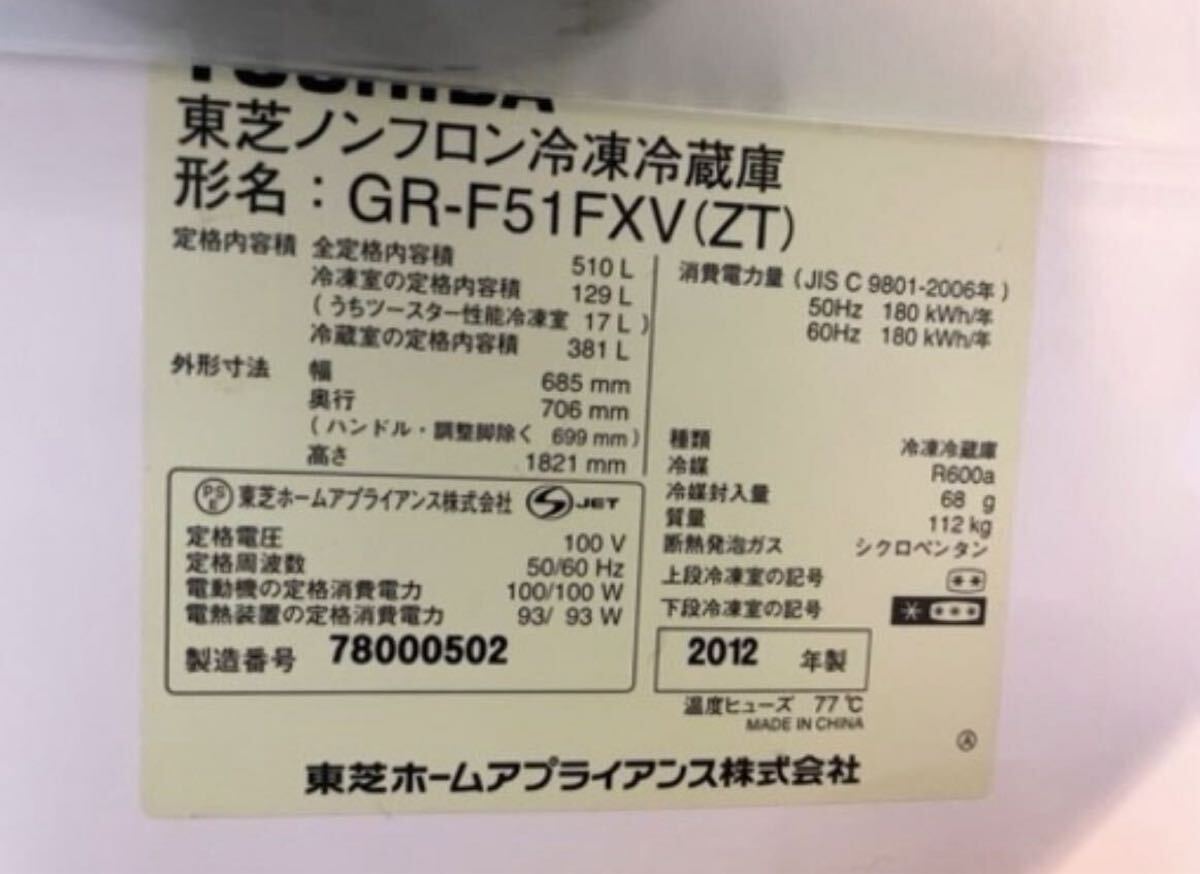 TOSHIBA
東芝ノンフロン冷凍冷蔵庫
形名：GR-F51FXV(ZT)
定格内容積 全定格内容積 510 L
冷凍室の定格内容積 129 L
（うちツースター性能冷凍室 17 L）
冷蔵室の定格内容積 381 L
外形寸法 幅 685 mm
奥行 706 mm
（ハンドル・調整脚除く 699 mm）
高さ 1821 mm
消費電力量（JIS C 9801-2006年）
50Hz 180 kWh/年
60Hz 180 kWh/年
種類 冷凍冷蔵庫
冷媒 R600a
冷媒封入量 68 g
質量 112 kg
断熱発泡ガス シクロペンタン
上段冷凍室の記号 **
下段冷凍室の記号 * ***
PS E 東芝ホームアプライアンス株式会社 S JET
定格電圧 100 V
定格周波数 50/60 Hz
電動機の定格消費電力 100/100 W
電熱装置の定格消費電力 93/ 93 W
製造番号 78000502
2012 年製
温度ヒューズ 77℃
MADE IN CHINA
Ⓐ
東芝ホームアプライアンス株式会社